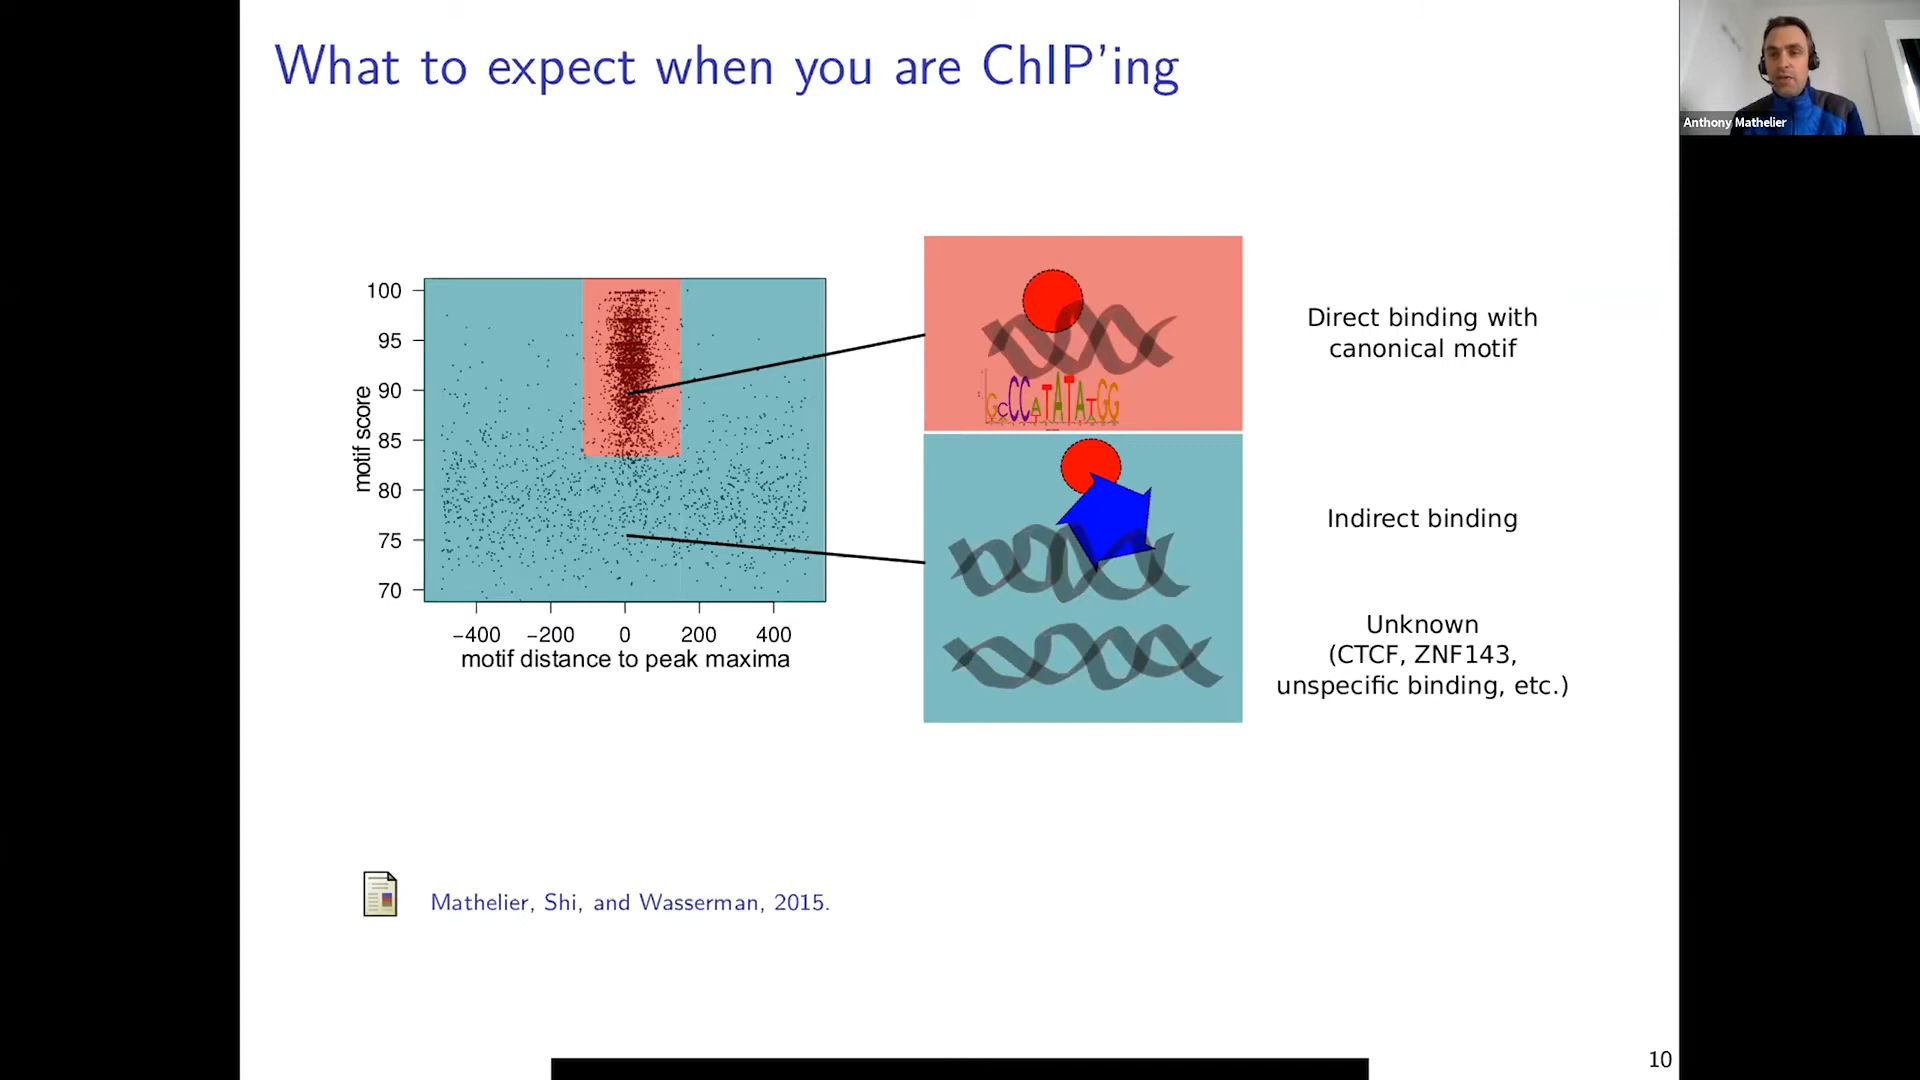 What to expect when you are ChIP'ing
Anthony Mathelier
100
95
90
85
80
75
70
motif score
−400 −200 0 200 400
motif distance to peak maxima
GCCCATATATGG
Direct binding with
canonical motif
Indirect binding
Unknown
(CTCF, ZNF143,
unspecific binding, etc.)
Mathelier, Shi, and Wasserman, 2015.
10